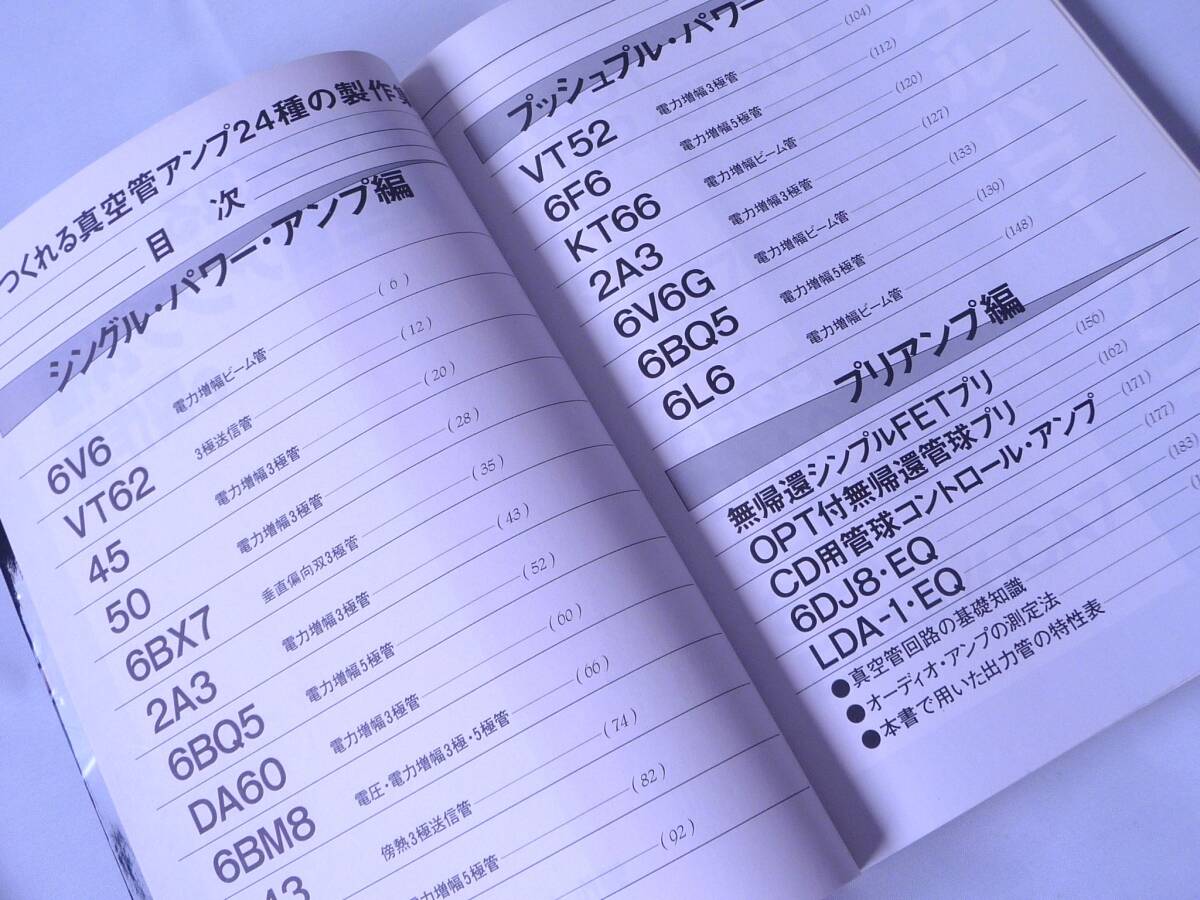 つくれる真空管アンプ24種の製作集
目 次
シングル・パワー・アンプ編
6V6 電力増幅ビーム管 (6)
VT62 3極送信管 (12)
45 電力増幅3極管 (20)
50 電力増幅3極管 (28)
6BX7 垂直偏向双3極管 (35)
2A3 電力増幅3極管 (43)
6BQ5 電力増幅5極管 (52)
DA60 電力増幅3極管 (60)
6BM8 電圧・電力増幅3極・5極管 (66)
43 傍熱3極送信管 (74)
電力増幅5極管 (82)
(92)
プッシュプル・パワー
VT52 電力増幅3極管 (104)
6F6 電力増幅5極管 (112)
KT66 電力増幅ビーム管 (120)
2A3 電力増幅3極管 (127)
6V6G 電力増幅ビーム管 (133)
6BQ5 電力増幅5極管 (130)
6L6 電力増幅ビーム管 (148)
プリアンプ編
無帰還シンプルFETプリ (156)
OPT付無帰還管球プリ (162)
CD用管球コントロール・アンプ (171)
6DJ8・EQ (177)
LDA-1・EQ (183)
●真空管回路の基礎知識
●オーディオ・アンプの測定法
●本書で用いた出力管の特性表